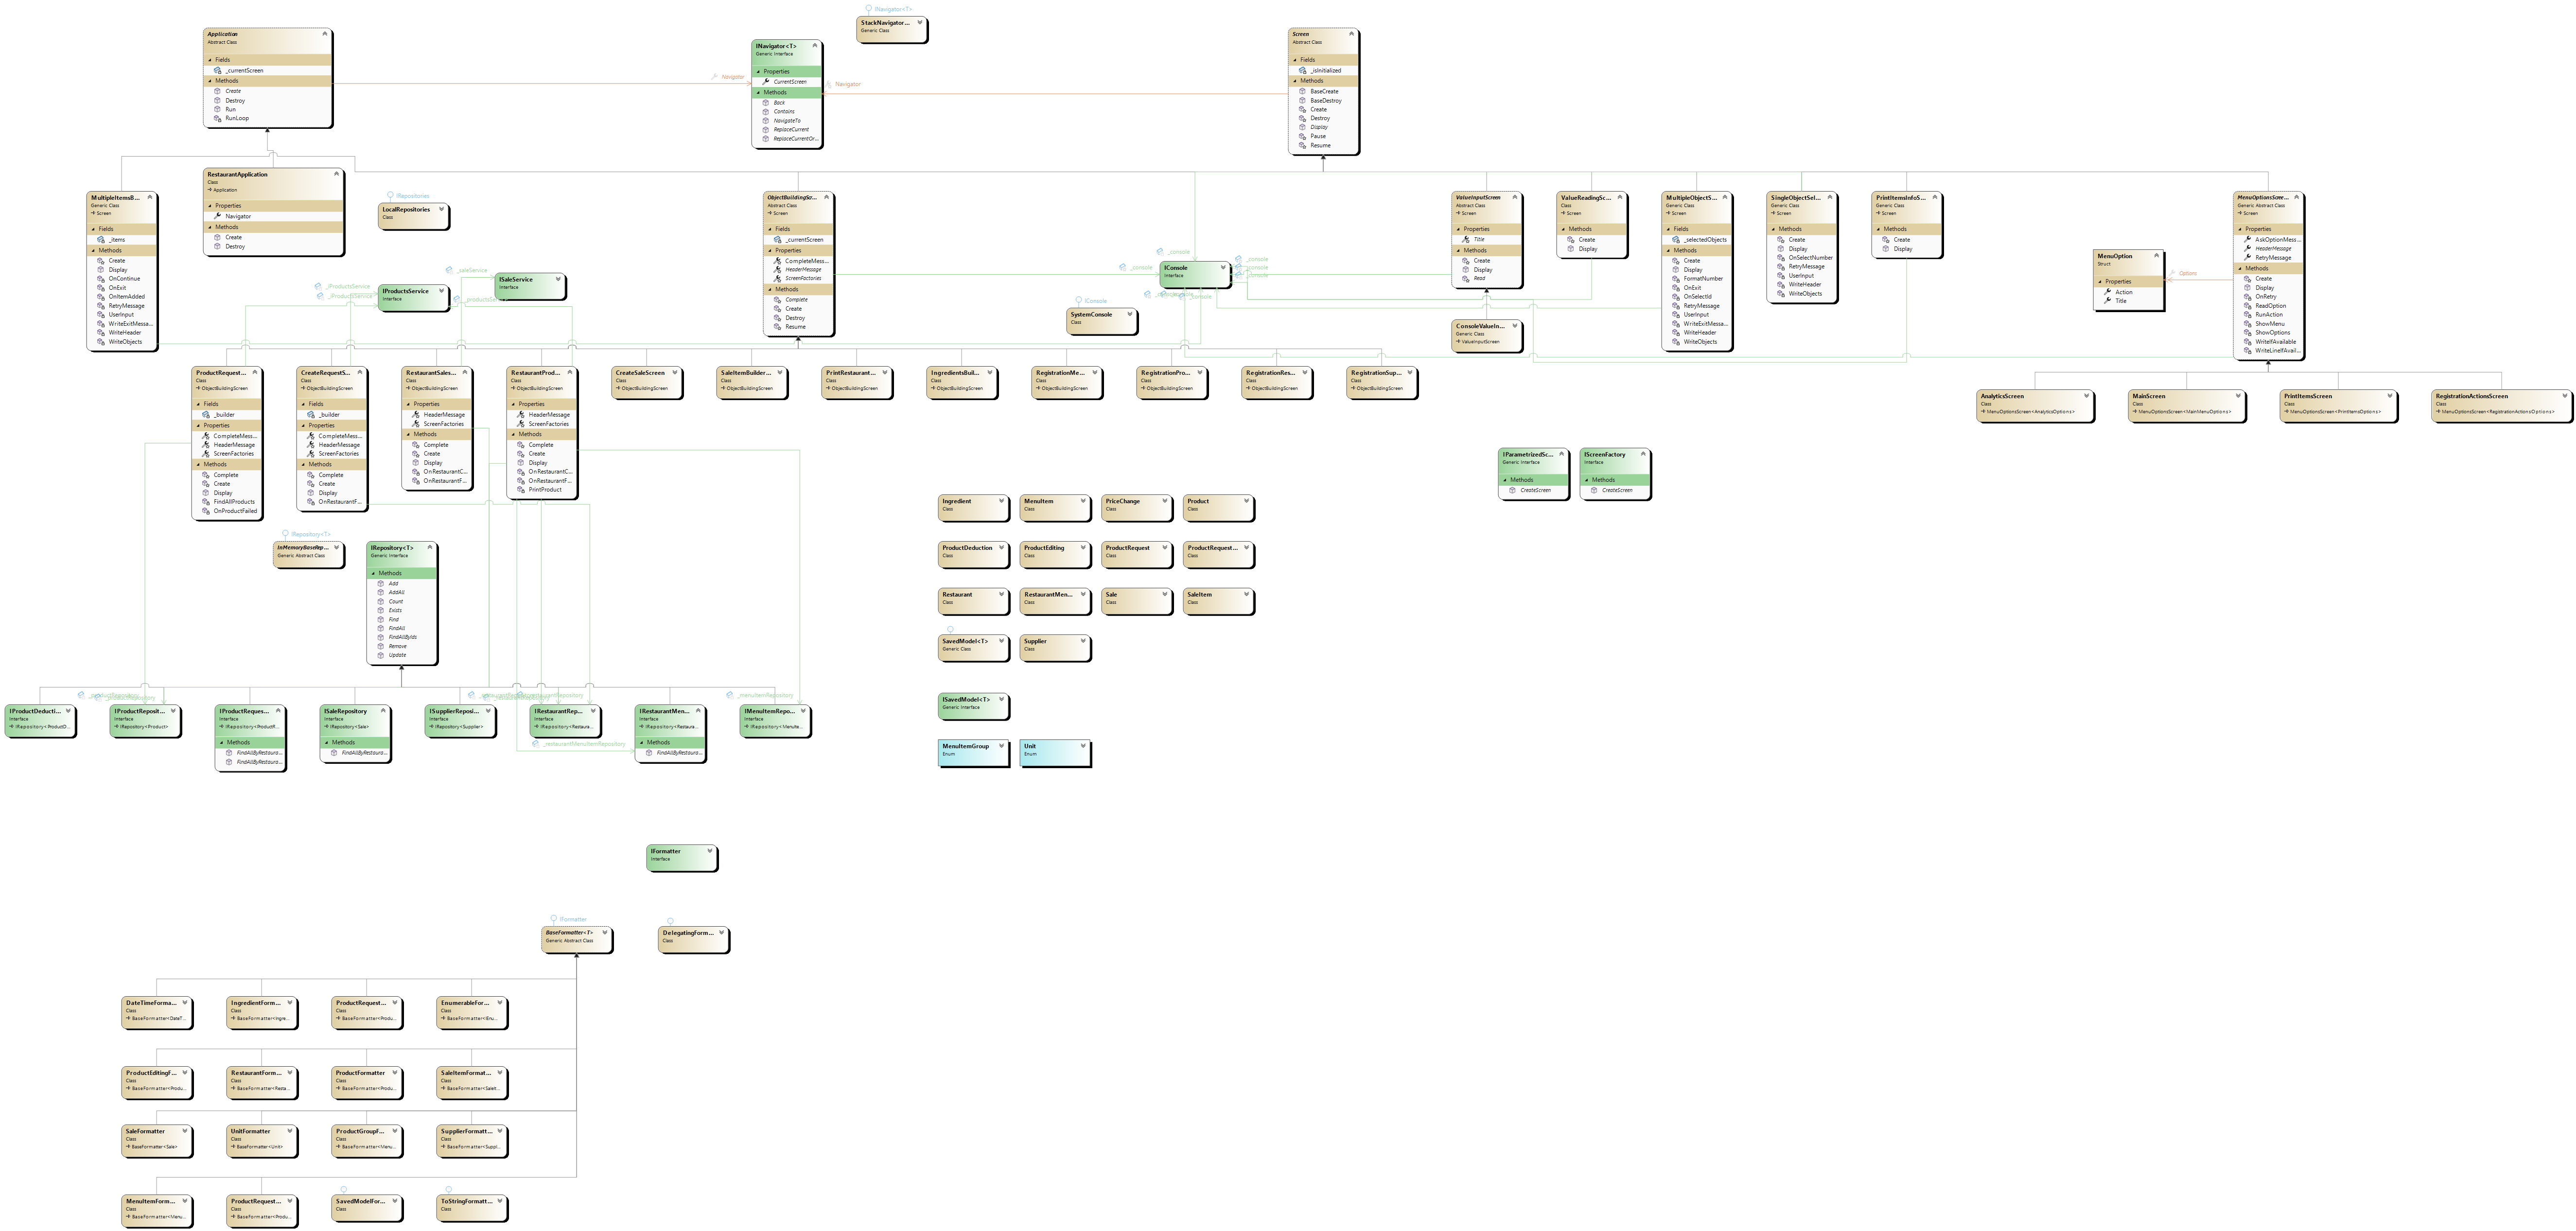 INavigator<T>
StackNavigator...
Generic Class
Application
Abstract Class
Fields
_currentScreen
Methods
Create
Destroy
Run
RunLoop
INavigator<T>
Generic Interface
Properties
CurrentScreen
Methods
Back
Contains
NavigateTo
ReplaceCurrent
ReplaceCurrentOr...
Navigator
Navigator
Screen
Abstract Class
Fields
_isInitialized
Methods
BaseCreate
BaseDestroy
Create
Destroy
Display
Pause
Resume
MultipleItemsB...
Generic Class
Screen
Fields
_items
Methods
Create
Display
OnContinue
OnExit
OnItemAdded
RetryMessage
UserInput
WriteExitMessa...
WriteHeader
WriteObjects
RestaurantApplication
Class
Application
Properties
Navigator
Methods
Create
Destroy
IRepositories
LocalRepositories
Class
_saleService
ISaleService
Interface
_iProductsService
_iProductsService
IProductsService
Interface
ObjectBuildingScr...
Abstract Class
Screen
Fields
_currentScreen
Properties
CompleteMess...
HeaderMessage
ScreenFactories
Methods
Complete
Create
Destroy
Resume
_console
_console
_console
_console
_console
IConsole
Interface
IConsole
SystemConsole
Class
ValueInputScreen
Abstract Class
Screen
Properties
Title
Methods
Create
Display
Read
ConsoleValueIn...
Generic Class
ValueInputScreen
ValueReadingSc...
Class
Screen
Methods
Create
Display
MultipleObjectS...
Generic Class
Screen
Fields
_selectedObjects
Methods
Create
Display
FormatNumber
OnExit
OnSelectId
RetryMessage
UserInput
WriteExitMessa...
WriteHeader
WriteObjects
SingleObjectSel...
Generic Class
Screen
Methods
Create
Display
OnSelectNumber
RetryMessage
UserInput
WriteHeader
WriteObjects
PrintItemsInfoS...
Class
Screen
Methods
Create
Display
MenuOption
Struct
Properties
Action
Title
Options
MenuOptionsScree...
Generic Abstract Class
Screen
Properties
AskOptionMess...
HeaderMessage
RetryMessage
Methods
Create
Display
OnRetry
ReadOption
RunAction
ShowMenu
ShowOptions
WriteIfAvailable
WriteLineIfAvail...
ProductRequest...
Class
ObjectBuildingScreen
Fields
_builder
Properties
CompleteMess...
HeaderMessage
ScreenFactories
Methods
Complete
Create
Display
FindAllProducts
OnProductFailed
CreateRequestS...
Class
ObjectBuildingScreen
Fields
_builder
Properties
CompleteMess...
HeaderMessage
ScreenFactories
Methods
Complete
Create
Display
OnRestaurantF...
RestaurantSales...
Class
ObjectBuildingScreen
Properties
HeaderMessage
ScreenFactories
Methods
Complete
Create
Display
OnRestaurantC...
OnRestaurantF...
RestaurantProd...
Class
ObjectBuildingScreen
Properties
HeaderMessage
ScreenFactories
Methods
Complete
Create
Display
OnRestaurantC...
OnRestaurantF...
PrintProduct
CreateSaleScreen
Class
ObjectBuildingScreen
SaleItemBuilder...
Class
ObjectBuildingScreen
PrintRestaurant...
Class
ObjectBuildingScreen
IngredientsBuil...
Class
ObjectBuildingScreen
RegistrationMe...
Class
ObjectBuildingScreen
RegistrationPro...
Class
ObjectBuildingScreen
RegistrationRes...
Class
ObjectBuildingScreen
RegistrationSup...
Class
ObjectBuildingScreen
AnalyticsScreen
Class
MenuOptionsScreen<AnalyticsOptions>
MainScreen
Class
MenuOptionsScreen<MainMenuOptions>
PrintItemsScreen
Class
MenuOptionsScreen<PrintItemsOptions>
RegistrationActionsScreen
Class
MenuOptionsScreen<RegistrationActionsOptions>
IParametrizedSc...
Generic Interface
Methods
CreateScreen
IScreenFactory
Interface
Methods
CreateScreen
Ingredient
Class
MenuItem
Class
PriceChange
Class
Product
Class
ProductDeduction
Class
ProductEditing
Class
ProductRequest
Class
ProductRequest...
Class
Restaurant
Class
RestaurantMen...
Class
Sale
Class
SaleItem
Class
SavedModel<T>
Generic Class
Supplier
Class
ISavedModel<T>
Generic Interface
MenuItemGroup
Enum
Unit
Enum
IRepository<T>
InMemoryBaseRep...
Generic Abstract Class
IRepository<T>
Generic Interface
Methods
Add
AddAll
Count
Exists
Find
FindAll
FindAllByIds
Remove
Update
_productRepository
_menuItemRepository
_restaurantMenuItemRepository
IProductDeducti...
Interface
IRepository<ProductD...
IProductReposit...
Interface
IRepository<Product>
IProductReques...
Interface
IRepository<ProductR...
Methods
FindAllByRestaura...
FindAllByRestaura...
ISaleRepository
Interface
IRepository<Sale>
Methods
FindAllByRestaura...
ISupplierReposi...
Interface
IRepository<Supplier>
IRestaurantRep...
Interface
IRepository<Restaura...
IRestaurantMen...
Interface
IRepository<Restaura...
Methods
FindAllByRestaura...
IMenuItemRepo...
Interface
IRepository<MenuIte...
IFormatter
Interface
IFormatter
BaseFormatter<T>
Generic Abstract Class
DelegatingForm...
Class
DateTimeForma...
Class
BaseFormatter<DateT...
IngredientForm...
Class
BaseFormatter<Ingre...
ProductRequest...
Class
BaseFormatter<Produ...
EnumerableFor...
Class
BaseFormatter<IEnu...
ProductEditingF...
Class
BaseFormatter<Produ...
RestaurantForm...
Class
BaseFormatter<Resta...
ProductFormatter
Class
BaseFormatter<Produ...
SaleItemFormat...
Class
BaseFormatter<SaleIt...
SaleFormatter
Class
BaseFormatter<Sale>
UnitFormatter
Class
BaseFormatter<Unit>
ProductGroupF...
Class
BaseFormatter<Menu...
SupplierFormatt...
Class
BaseFormatter<Suppl...
MenuItemForm...
Class
BaseFormatter<Menu...
ProductRequest...
Class
BaseFormatter<Produ...
SavedModelFor...
Class
ToStringFormatt...
Class